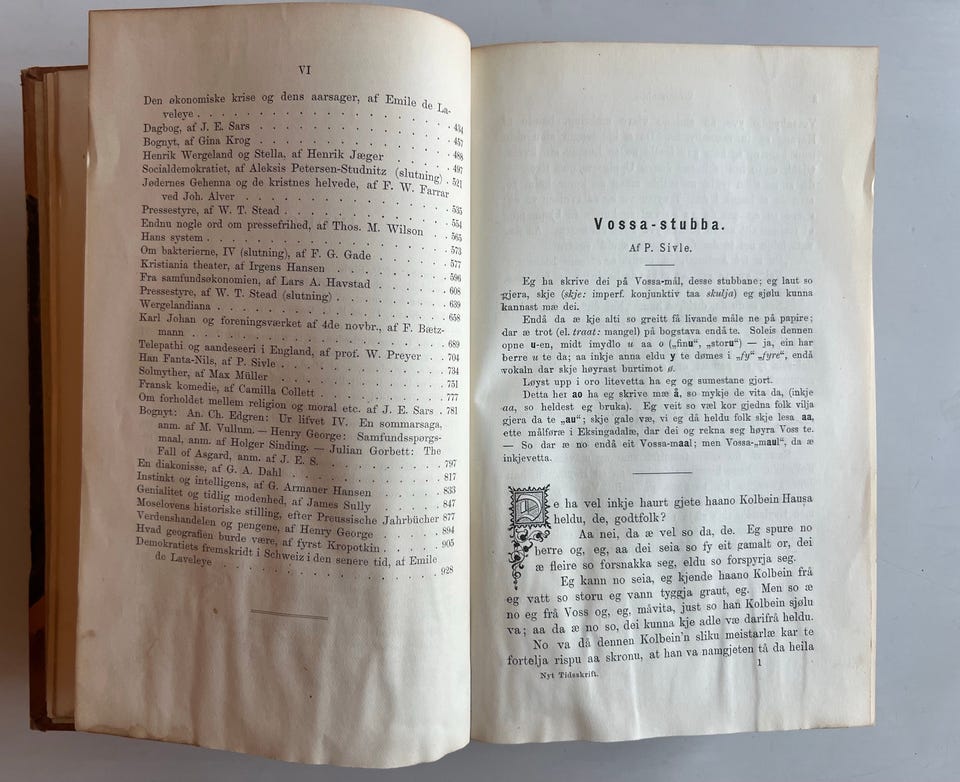 VI
Den økonomiske krise og dens aarsager, af Emile de La-
veleye . . . . . . . . . . . . . . 434
Dagbog, af J. E. Sars . . . . . . . . . . 457
Bognyt, af Gina Krog . . . . . . . . . . 488
Henrik Wergeland og Stella, af Henrik Jæger . . . . 497
Socialdemokratiet, af Aleksis Petersen-Studnitz (slutning) . 521
Jødernes Gehenna og de kristnes helvede, af F. W. Farrar
ved Joh. Alver . . . . . . . . . . . . 535
Pressestyre, af W. T. Stead . . . . . . . . . 554
Endnu nogle ord om pressefrihed, af Thos. M. Wilson . . 565
Hans system . . . . . . . . . . . . . 573
Om bakterierne, IV (slutning), af F. G. Gade . . . . 577
Kristiania theater, af Irgens Hansen . . . . . . 596
Fra samfundsøkonomien, af Lars A. Havstad . . . . 608
Pressestyre, af W. T. Stead (slutning) . . . . . . 639
Wergelandiana . . . . . . . . . . . . 658
Karl Johan og foreningsværket af 4de novbr., af F. Bætz-
mann . . . . . . . . . . . . . . 689
Telepathi og aandeseeri i England, af prof. W. Preyer . . 704
Han Fanta-Nils, af P. Sivle . . . . . . . . . 734
Solmyther, af Max Müller . . . . . . . . . 751
Fransk komedie, af Camilla Collett . . . . . . . 777
Om forholdet mellem religion og moral etc. af J. E. Sars . 781
Bognyt: An. Ch. Edgren: Ur lifvet IV. En sommarsaga,
anm. af M. Vullum. — Henry George: Samfundsspørgs-
maal, anm. af Holger Sinding. — Julian Gorbett: The
Fall of Asgard, anm. af J. E. S. . . . . . . . 797
En diakonisse, af G. A. Dahl . . . . . . . . 817
Instinkt og intelligens, af G. Armauer Hansen . . . . 833
Genialitet og tidlig modenhed, af James Sully . . . . 847
Moselovens historiske stilling, efter Preussische Jahrbücher 877
Verdenshandelen og pengene, af Henry George . . . . 894
Hvad geografien burde være, af fyrst Kropotkin . . . . 905
Demokratiets fremskridt i Schweiz i den senere tid, af Emile
de Laveleye . . . . . . . . . . . . . 928
Vossa-stubba.
Af P. Sivle.
Eg ha skrive dei på Vossa-mål, desse stubbane; eg laut so
gjera, skje (skje: imperf. konjunktiv taa skulja) eg sjølu kunna
kannast mæ dei.
Endå da æ kje alti so greitt få livande måle ne på papire;
dar æ trot (el. traat: mangel) på bogstava endå te. Soleis dennen
opne u-en, midt imydlo u aa o („finu“, „storu“) — ja, ein har
berre u te da; aa inkje anna eldu y te dømes i „fy“ „fyre“, endå
vokaln dar skje høyrast burtimot ø.
Løyst upp i oro litevetta ha eg og sumestane gjort.
Detta her ao ha eg skrive mæ å, so mykje de vita da, (inkje
aa, so heldest eg bruka). Eg veit so væl kor gjedna folk vilja
gjera da te „au“; skje gale væ, vi eg då heldu folk skje lesa aa,
ette målføre i Eksingadalæ, dar dei og rekna seg høyra Voss te.
— So dar æ no endå eit Vossa-maal; men Vossa-„maul“, da æ
inkjevetta.
De ha vel inkje haurt gjete haano Kolbein Hausa
heldu, de, godtfolk?
Aa nei, da æ vel so da, de. Eg spure no
berre og, eg, aa dei seia so fy eit gamalt or, dei
æ fleire so forsnakka seg, eldu so forspyrja seg.
Eg kann no seia, eg kjende haano Kolbein frå
eg vatt so storu eg vann tyggja graut, eg. Men so æ
no eg frå Voss og, eg, måvita, just so han Kolbein sjølu
va; aa da æ no so, dei kunna kje adle væ darifrå heldu.
No va då dennen Kolbein'n sliku meistarlæ kar te
fortelja rispu aa skronu, at han va namgjeten tå da heila
Nyt Tidsskrift.
1